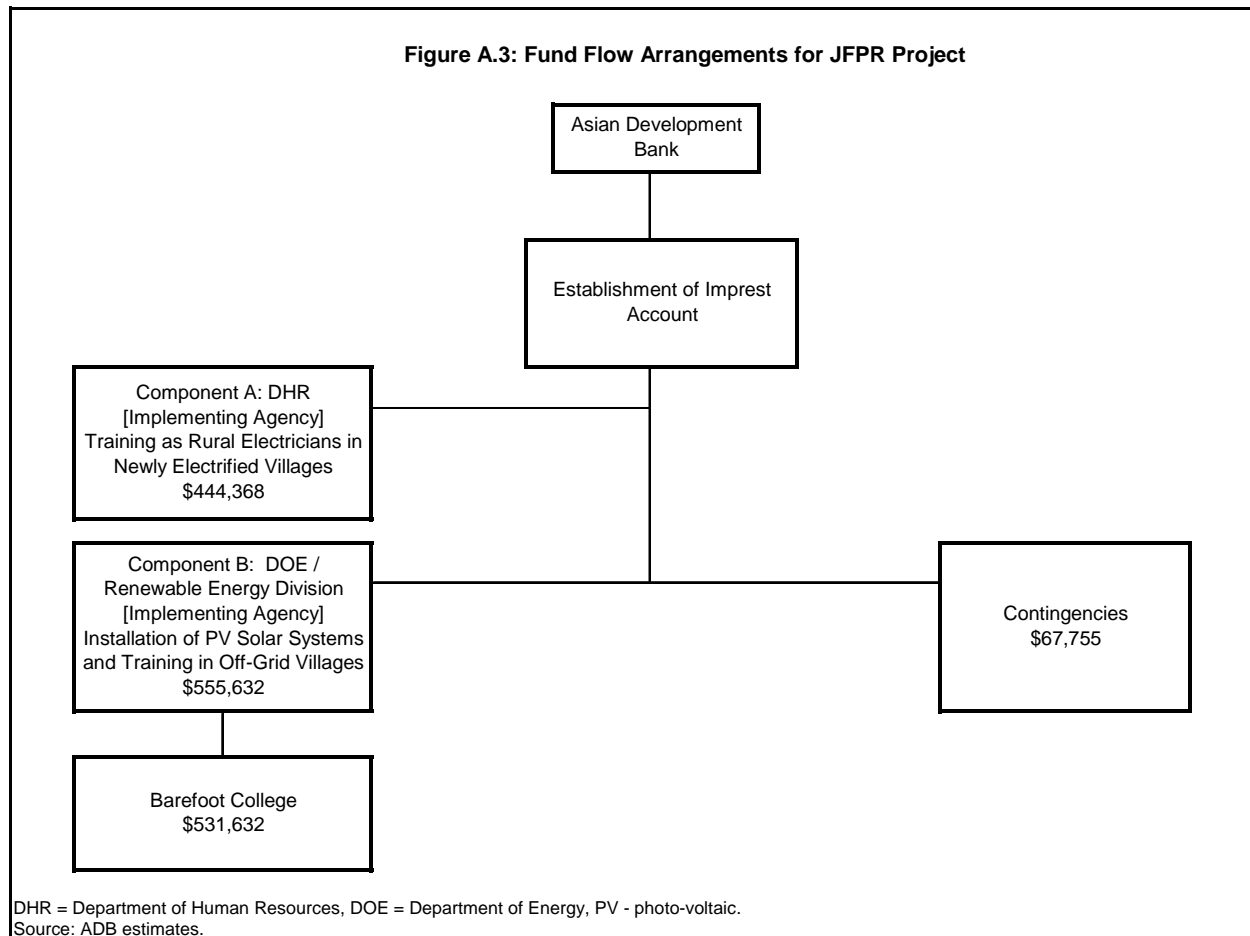 Figure A.3: Fund Flow Arrangements for JFPR Project
Asian Development
Bank
Establishment of Imprest
Account
Component A: DHR
[Implementing Agency]
Training as Rural Electricians in
Newly Electrified Villages
$444,368
Component B:  DOE /
Renewable Energy Division
[Implementing Agency]
Installation of PV Solar Systems
and Training in Off-Grid Villages
$555,632
Contingencies
$67,755
Barefoot College
$531,632
DHR = Department of Human Resources, DOE = Department of Energy, PV - photo-voltaic.
Source: ADB estimates.